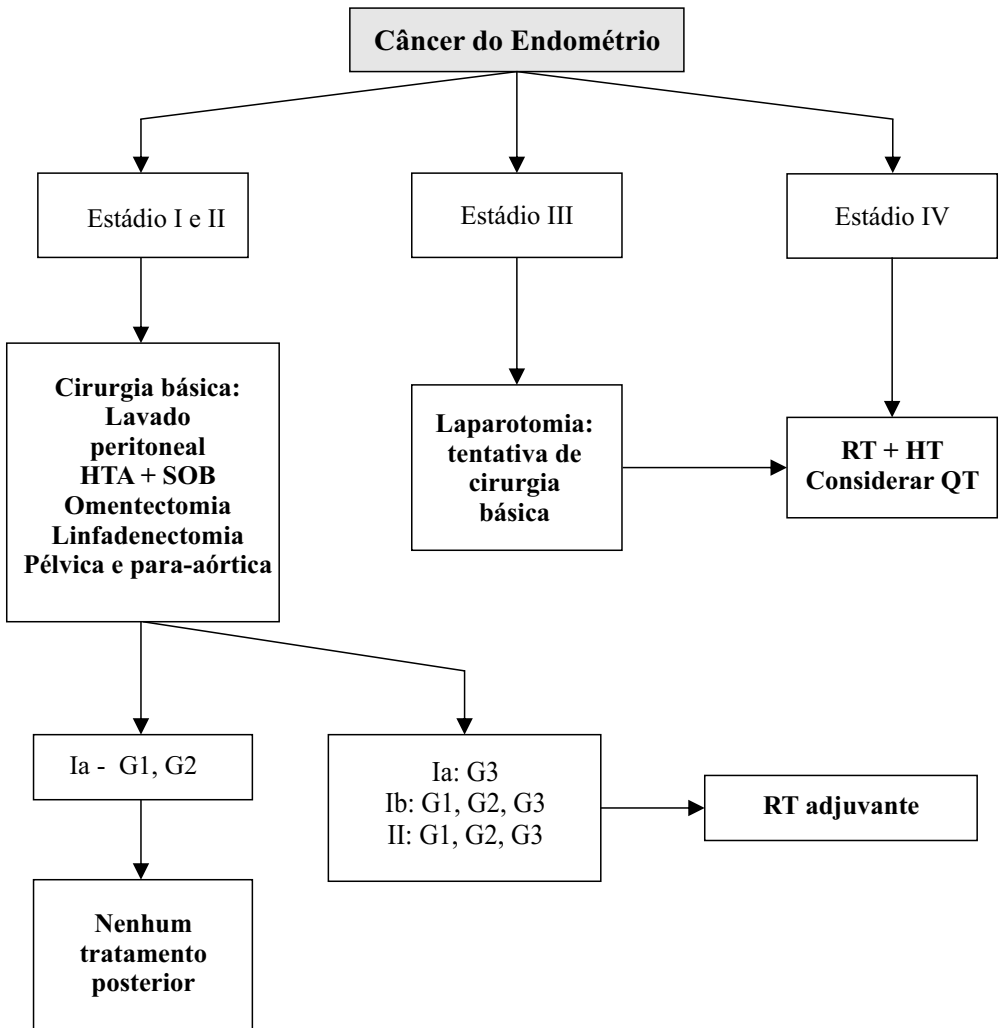 Câncer do Endométrio
Estádio I e II
Estádio III
Estádio IV
Cirurgia básica:
Lavado
peritoneal
HTA + SOB
Omentectomia
Linfadenectomia
Pélvica e para-aórtica
Laparotomia:
tentativa de
cirurgia
básica
RT + HT
Considerar QT
Ia - G1, G2
Ia: G3
Ib: G1, G2, G3
II: G1, G2, G3
RT adjuvante
Nenhum
tratamento
posterior